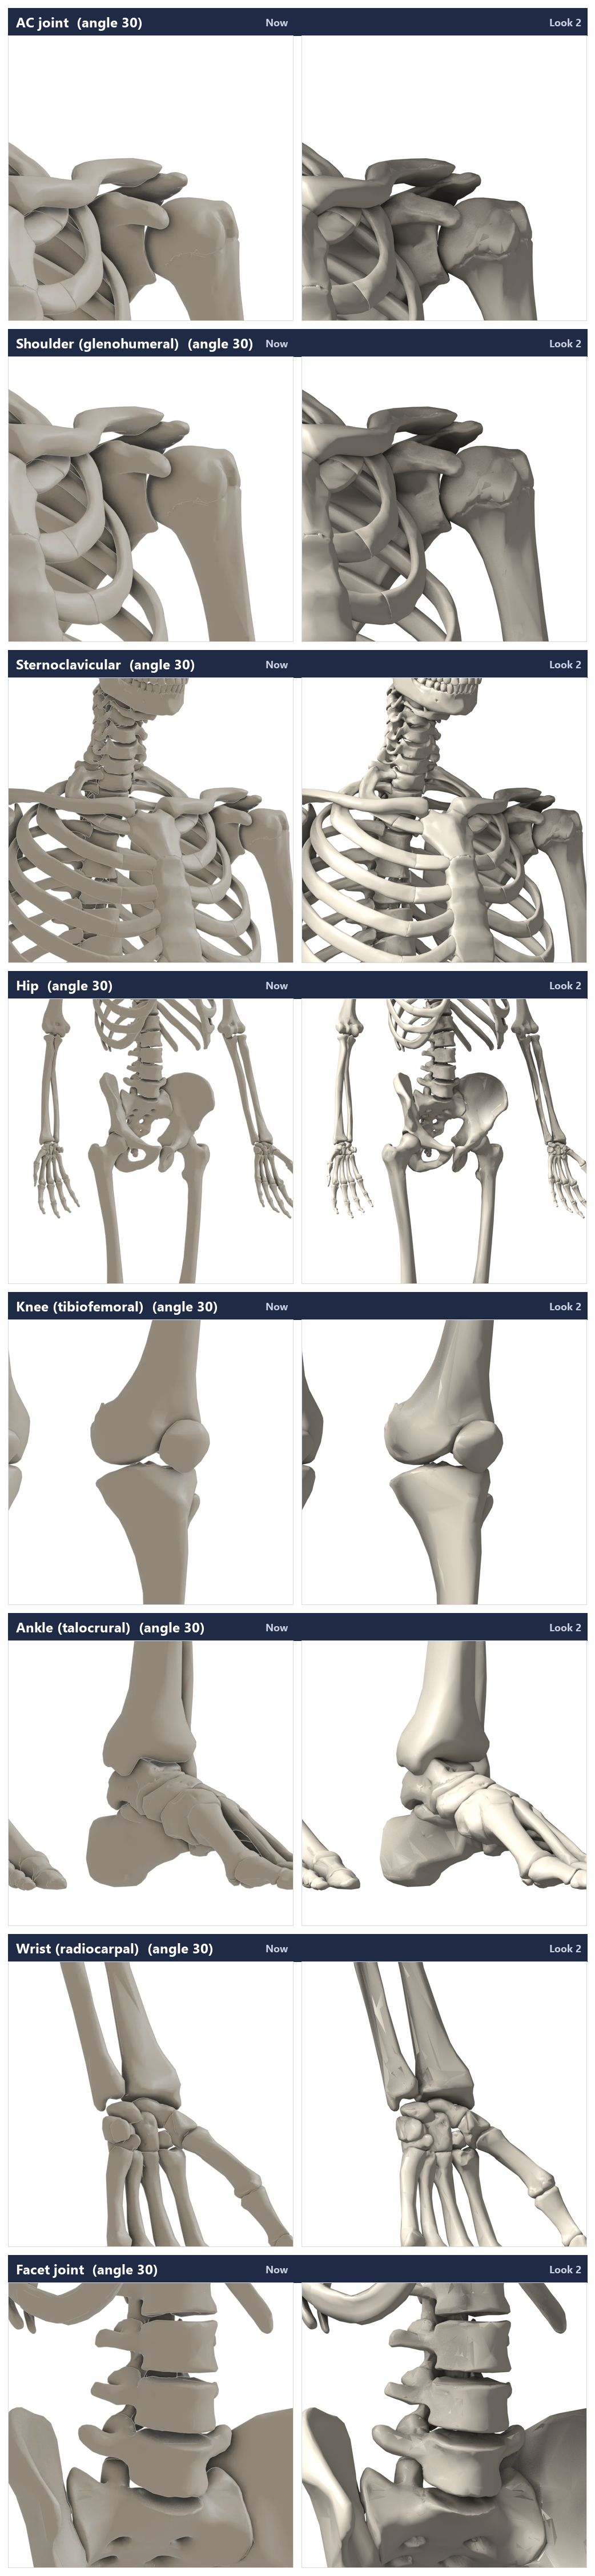 AC joint (angle 30) Now Look 2
Shoulder (glenohumeral) (angle 30) Now Look 2
Sternoclavicular (angle 30) Now Look 2
Hip (angle 30) Now Look 2
Knee (tibiofemoral) (angle 30) Now Look 2
Ankle (talocrural) (angle 30) Now Look 2
Wrist (radiocarpal) (angle 30) Now Look 2
Facet joint (angle 30) Now Look 2